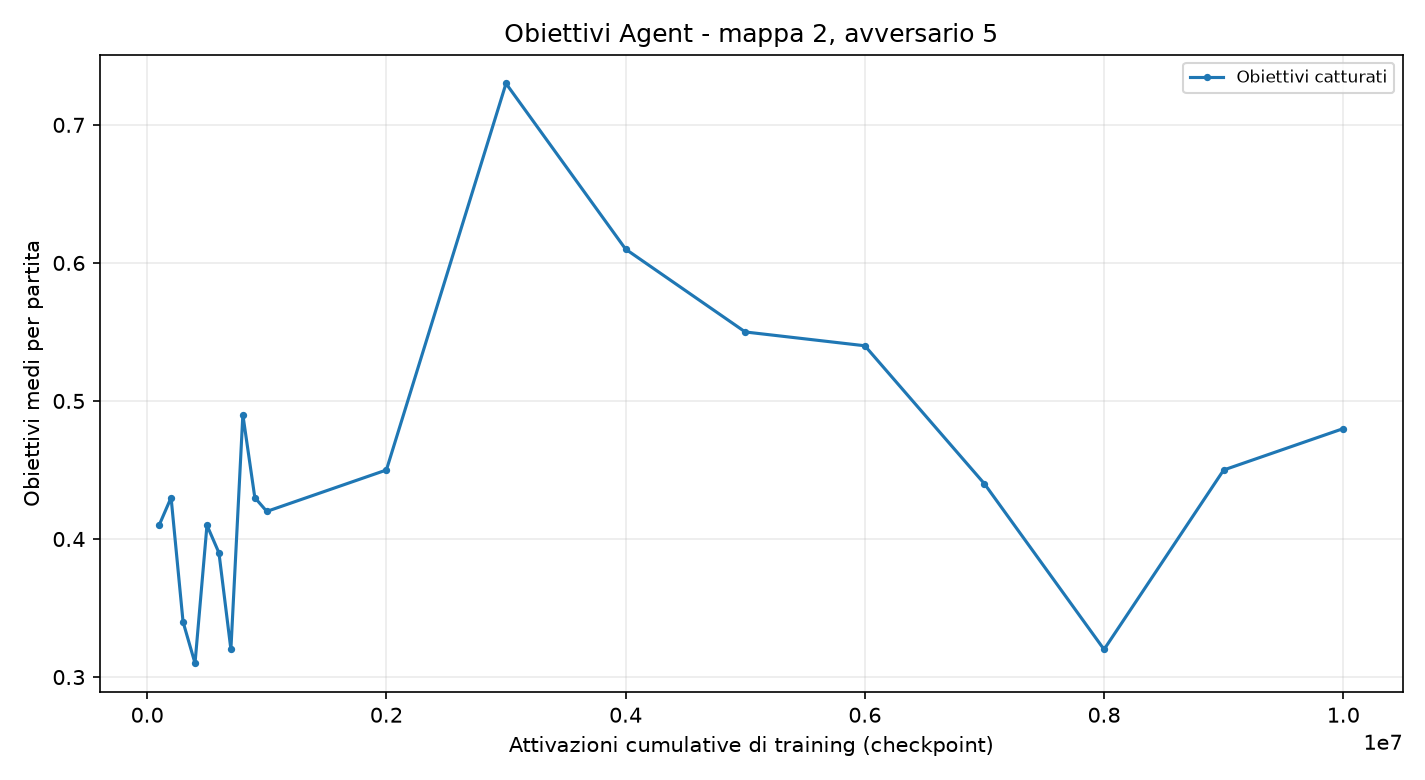 Obiettivi Agent - mappa 2, avversario 5
Obiettivi catturati
Obiettivi medi per partita
0.7
0.6
0.5
0.4
0.3
0.0 0.2 0.4 0.6 0.8 1.0
1e7
Attivazioni cumulative di training (checkpoint)